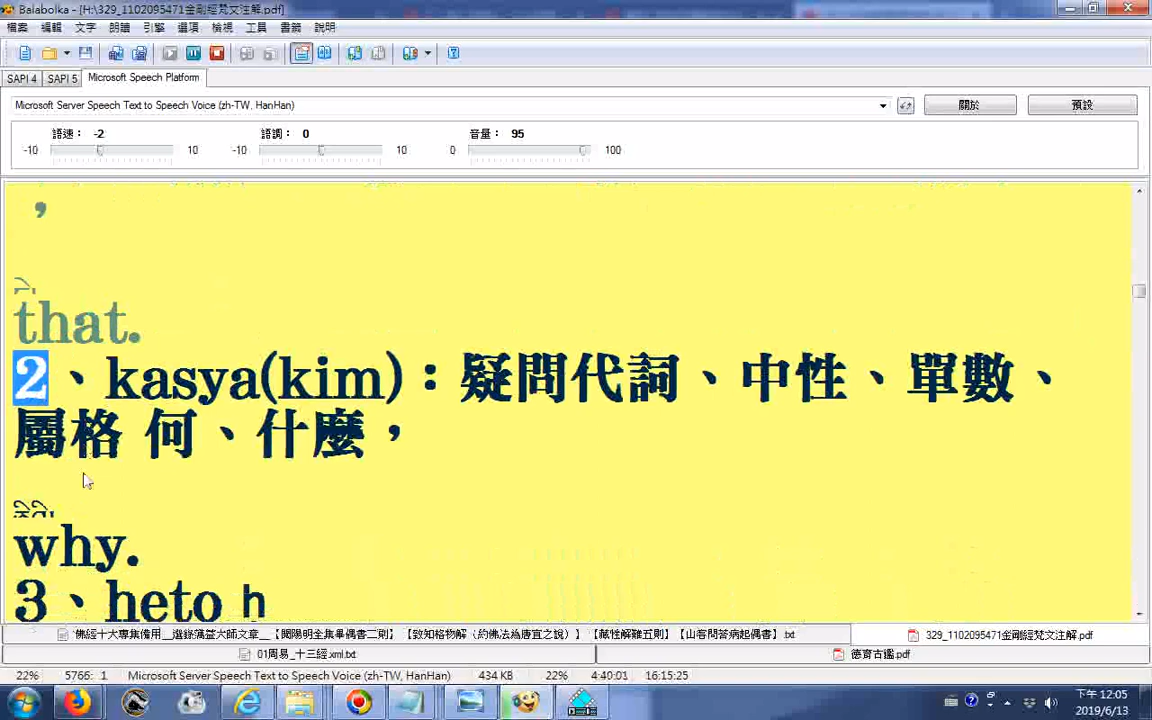 Balabolka - [H:\329_1102095471金剛經梵文注解.pdf]
檔案 編輯 文字 朗讀 引擎 選項 檢視 工具 書籤 說明
SAPI 4 SAPI 5 Microsoft Speech Platform
Microsoft Server Speech Text to Speech Voice (zh-TW, HanHan) 關於 預設
語速： -2 語調： 0 音量： 95
-10 10 -10 10 0 100
，
that.
2、kasya(kim)：疑問代詞、中性、單數、
屬格 何、什麼，
why.
3、heto h
佛經十大專集備用__選錄蕅益大師文章__【閱陽明全集畢偶書二則】【致知格物解（約佛法為唐宜之說）】【藏性解難五則】【山客問答病起偶書】.txt 329_1102095471金剛經梵文注解.pdf
01周易_十三經.xml.txt 德育古鑑.pdf
22% 5766: 1 Microsoft Server Speech Text to Speech Voice (zh-TW, HanHan) 434 KB 22% 4:40:01 16:15:25
下午 12:05
2019/6/13